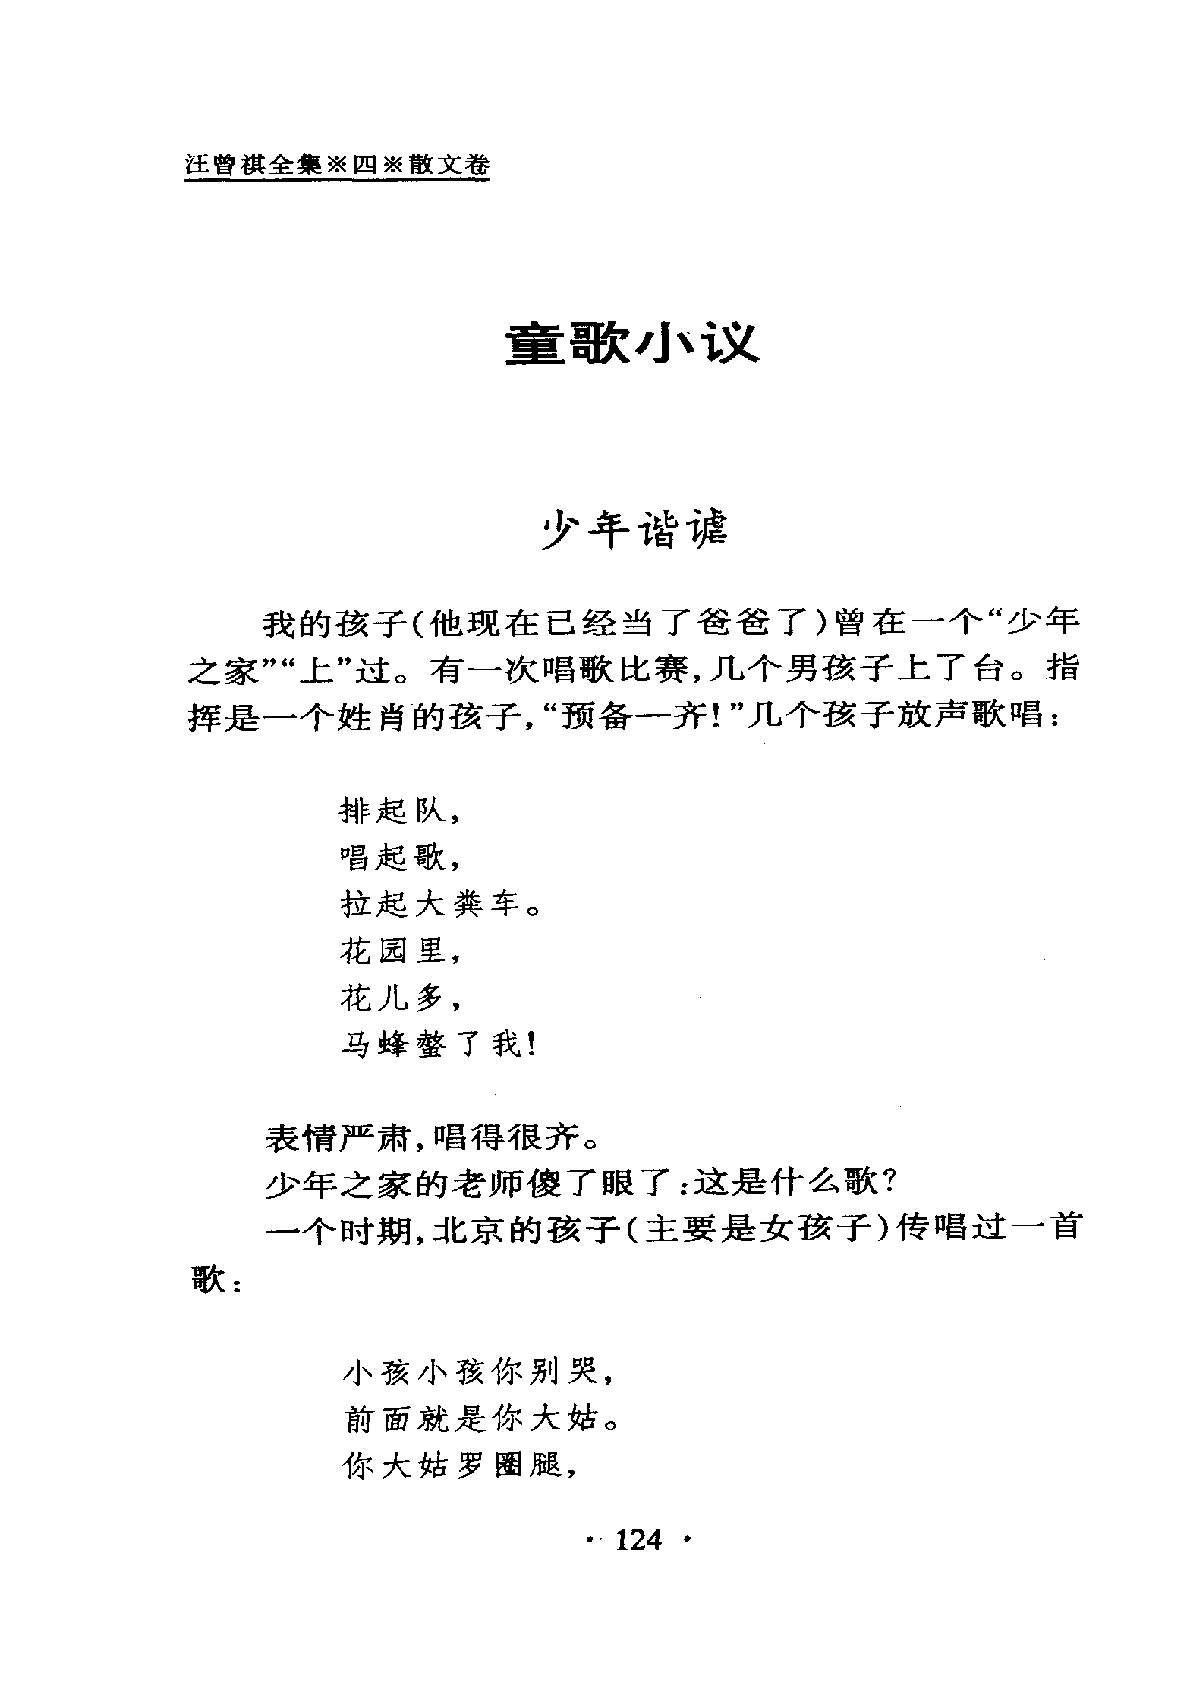 汪曾祺全集※四※散文卷
童歌小议
少年谐谑
我的孩子(他现在已经当了爸爸了)曾在一个“少年
之家”“上”过。有一次唱歌比赛,几个男孩子上了台。指
挥是一个姓肖的孩子,“预备—齐!”几个孩子放声歌唱:
排起队,
唱起歌,
拉起大粪车。
花园里,
花儿多,
马蜂螫了我!
表情严肃,唱得很齐。
少年之家的老师傻了眼了:这是什么歌?
一个时期,北京的孩子(主要是女孩子)传唱过一首
歌:
小孩小孩你别哭,
前面就是你大姑。
你大姑罗圈腿,
· 124 ·